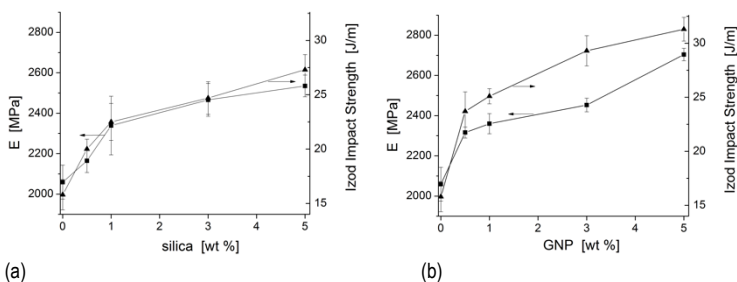 2800
2600
2400
2200
2000
E [MPa]
30
25
20
15
Izod Impact Strength [J/m]
0 1 2 3 4 5
silica [wt %]
(a)
2800
2600
2400
2200
2000
E [MPa]
30
25
20
15
Izod Impact Strength [J/m]
0 1 2 3 4 5
GNP [wt %]
(b)